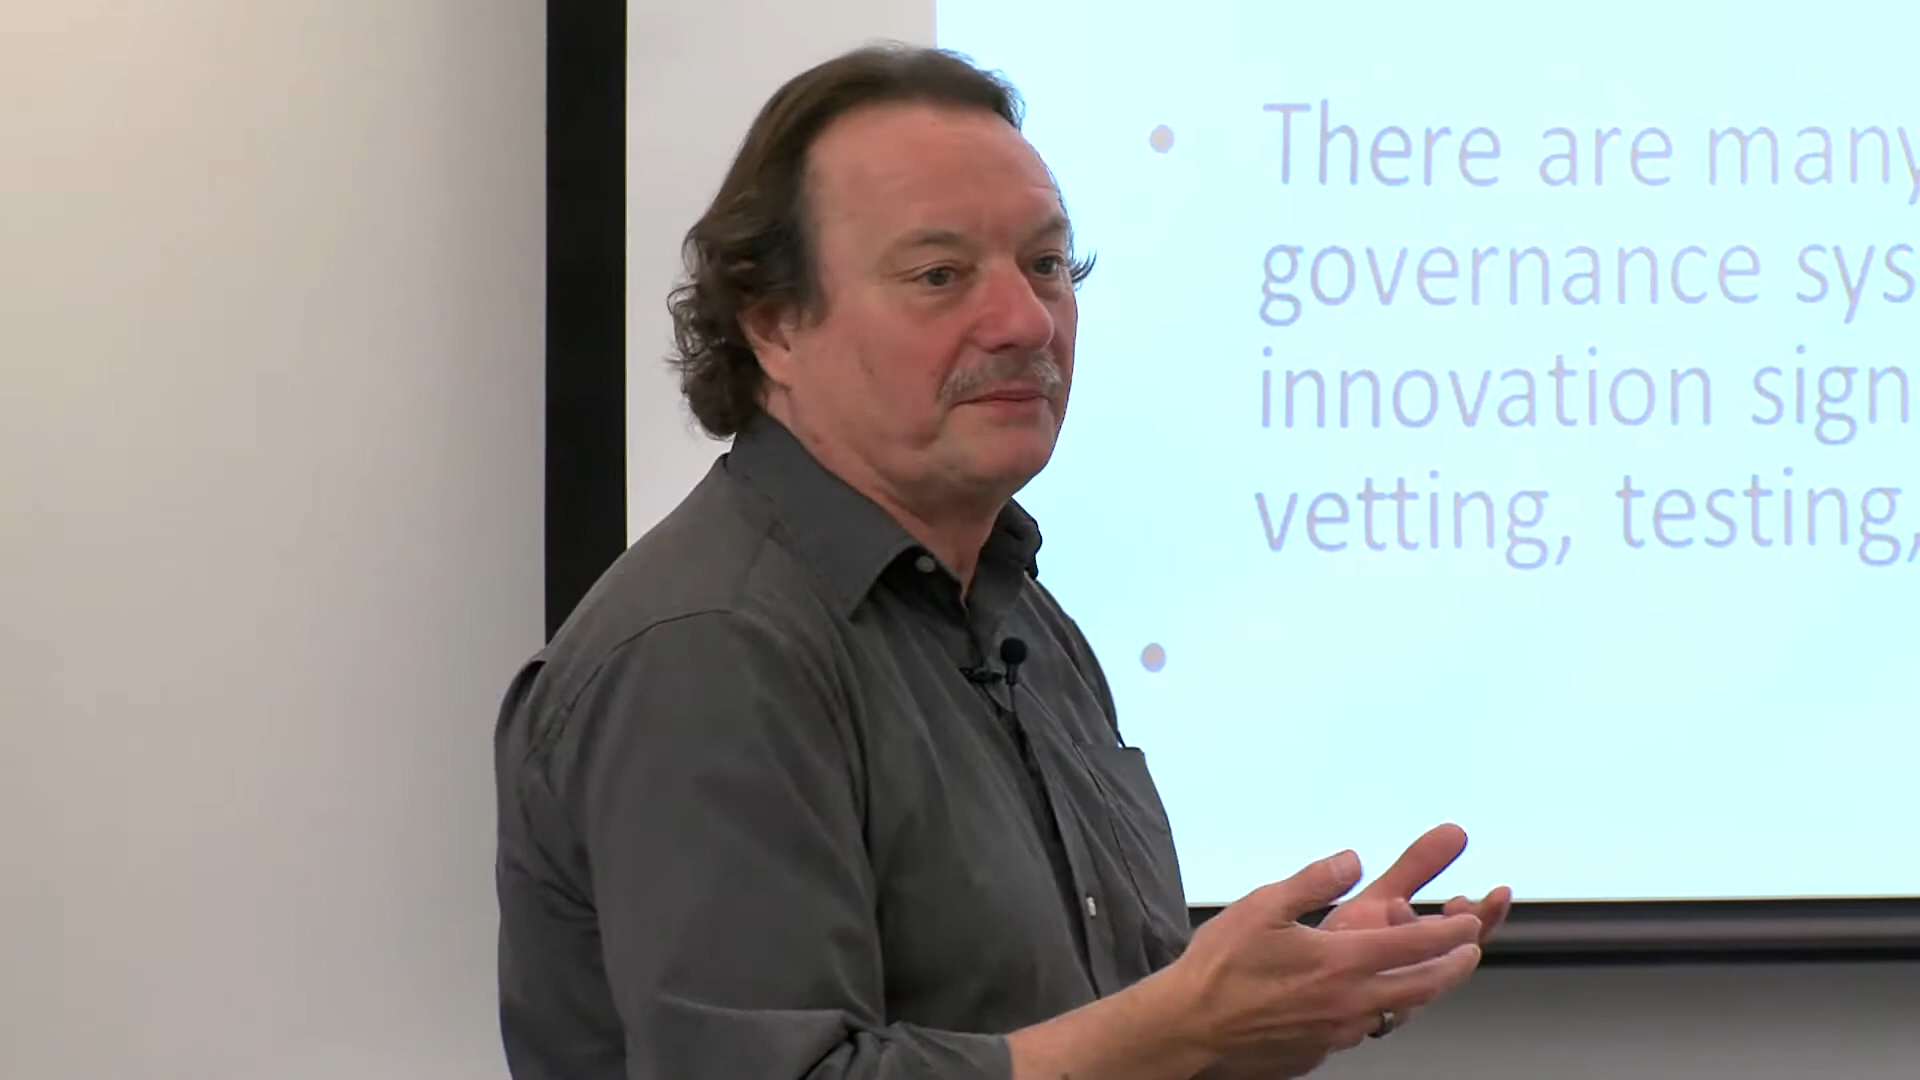 There are many
governance sys
innovation sign
vetting, testing,